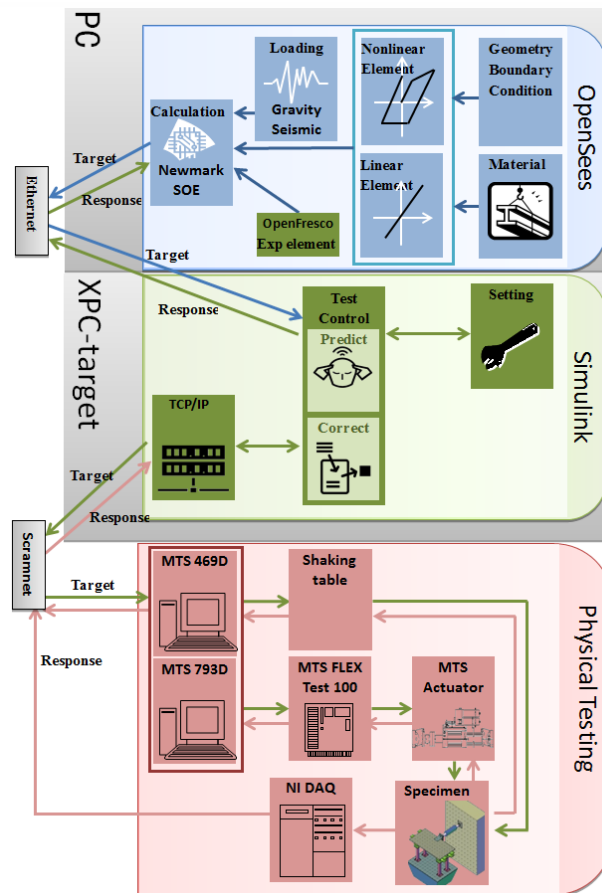 PC
OpenSees
Loading
Gravity
Seismic
Nonlinear
Element
Geometry
Boundary
Condition
Calculation
Newmark
SOE
Linear
Element
Material
OpenFresco
Exp element
Target
Response
Ethernet
Target
Response
XPC-target
Simulink
Test
Control
Predict
Setting
Correct
TCP/IP
Target
Response
Scramnet
Target
Response
Physical Testing
MTS 469D
Shaking
table
MTS 793D
MTS FLEX
Test 100
MTS
Actuator
NI DAQ
Specimen